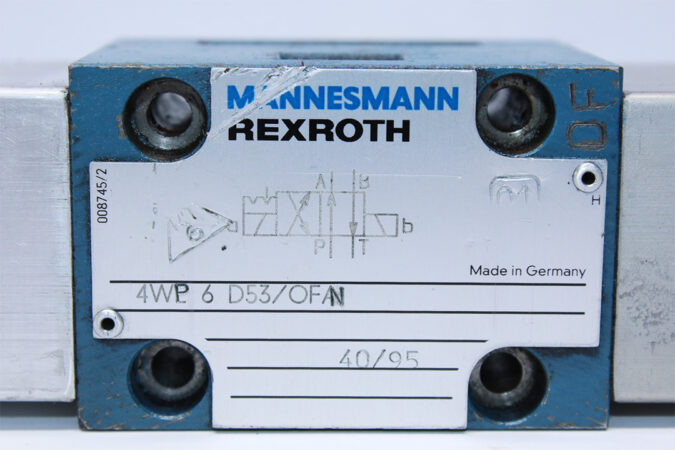 MANNESMANN
REXROTH
OF
008745/2
A B
a b
P T
H
Made in Germany
4WP 6 D53/OFAN
40/95